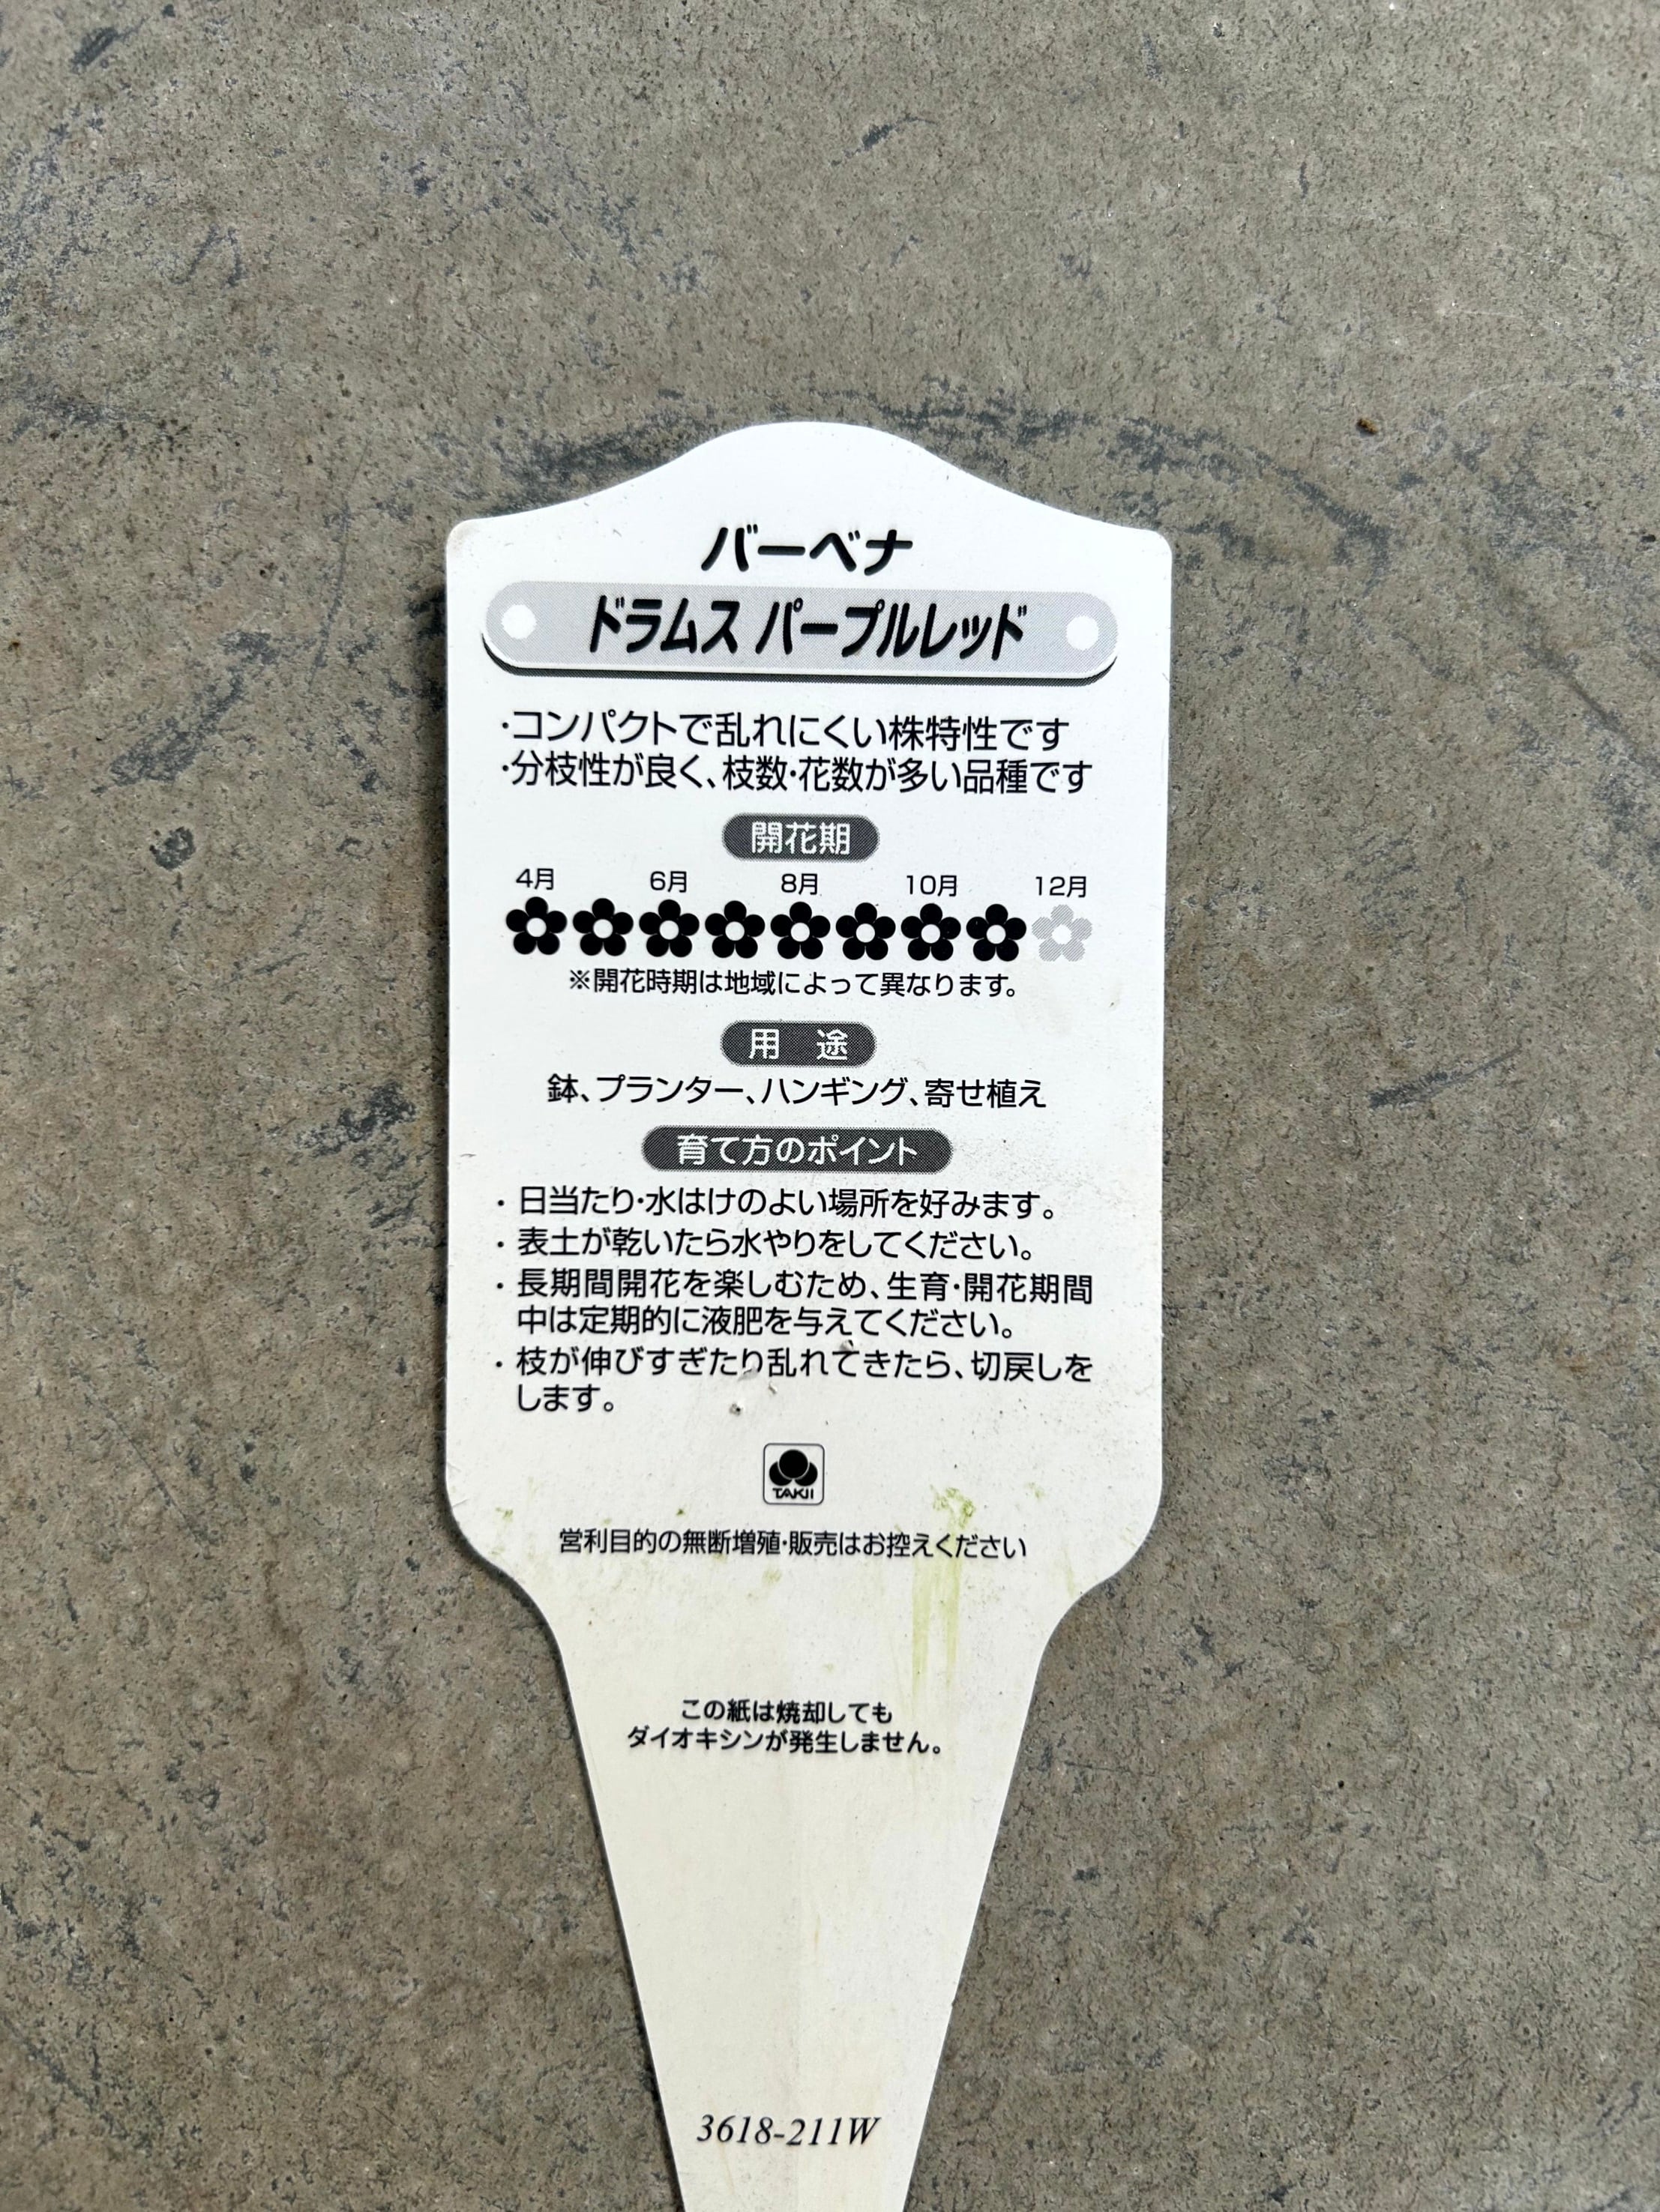 バーベナ
ドラムス パープルレッド
・コンパクトで乱れにくい株特性です
・分枝性が良く、枝数・花数が多い品種です
開花期
4月 6月 8月 10月 12月
※開花時期は地域によって異なります。
用　途
鉢、プランター、ハンギング、寄せ植え
育て方のポイント
・日当たり・水はけのよい場所を好みます。
・表土が乾いたら水やりをしてください。
・長期間開花を楽しむため、生育・開花期間
中は定期的に液肥を与えてください。
・枝が伸びすぎたり乱れてきたら、切戻しを
します。
TAKII
営利目的の無断増殖・販売はお控えください
この紙は焼却しても
ダイオキシンが発生しません。
3618-211W